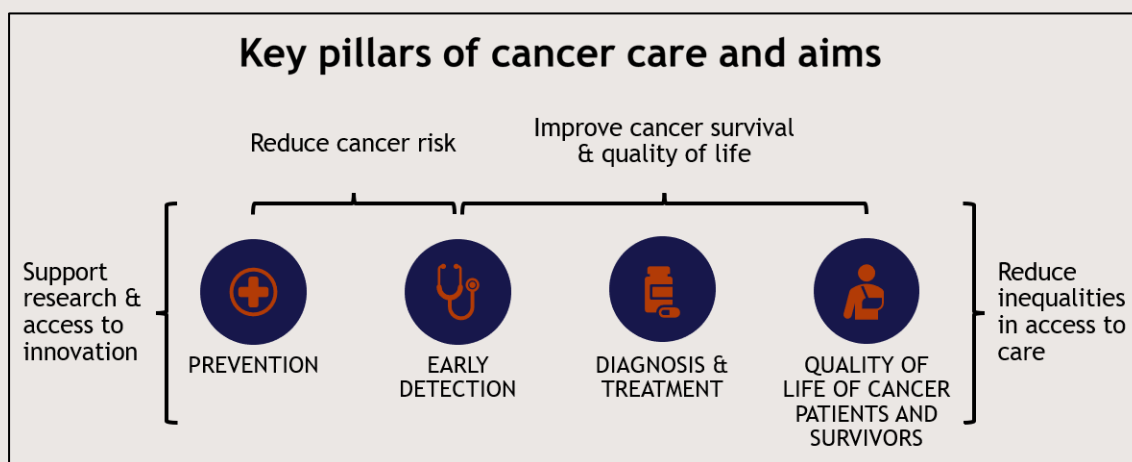 Key pillars of cancer care and aims
Reduce cancer risk
Improve cancer survival
& quality of life
Support
research &
access to
innovation
PREVENTION
EARLY
DETECTION
DIAGNOSIS &
TREATMENT
QUALITY OF
LIFE OF CANCER
PATIENTS AND
SURVIVORS
Reduce
inequalities
in access to
care